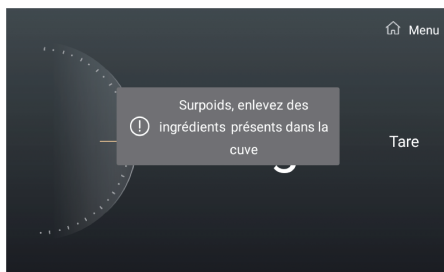 Menu
Surpoids, enlevez des
ingrédients présents dans la
cuve
Tare